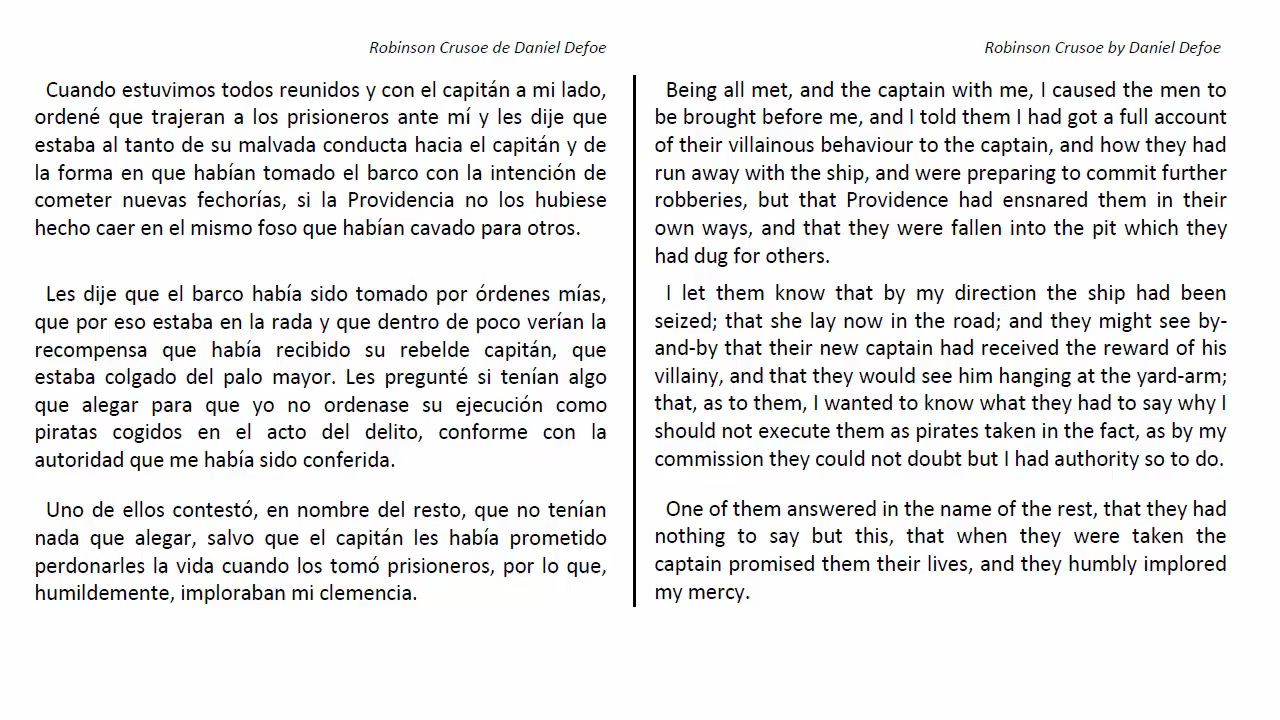 Robinson Crusoe de Daniel Defoe
Cuando estuvimos todos reunidos y con el capitán a mi lado,
ordené que trajeran a los prisioneros ante mí y les dije que
estaba al tanto de su malvada conducta hacia el capitán y de
la forma en que habían tomado el barco con la intención de
cometer nuevas fechorías, si la Providencia no los hubiese
hecho caer en el mismo foso que habían cavado para otros.
Les dije que el barco había sido tomado por órdenes mías,
que por eso estaba en la rada y que dentro de poco verían la
recompensa que había recibido su rebelde capitán, que
estaba colgado del palo mayor. Les pregunté si tenían algo
que alegar para que yo no ordenase su ejecución como
piratas cogidos en el acto del delito, conforme con la
autoridad que me había sido conferida.
Uno de ellos contestó, en nombre del resto, que no tenían
nada que alegar, salvo que el capitán les había prometido
perdonarles la vida cuando los tomó prisioneros, por lo que,
humildemente, imploraban mi clemencia.
Robinson Crusoe by Daniel Defoe
Being all met, and the captain with me, I caused the men to
be brought before me, and I told them I had got a full account
of their villainous behaviour to the captain, and how they had
run away with the ship, and were preparing to commit further
robberies, but that Providence had ensnared them in their
own ways, and that they were fallen into the pit which they
had dug for others.
I let them know that by my direction the ship had been
seized; that she lay now in the road; and they might see by-
and-by that their new captain had received the reward of his
villainy, and that they would see him hanging at the yard-arm;
that, as to them, I wanted to know what they had to say why I
should not execute them as pirates taken in the fact, as by my
commission they could not doubt but I had authority so to do.
One of them answered in the name of the rest, that they had
nothing to say but this, that when they were taken the
captain promised them their lives, and they humbly implored
my mercy.